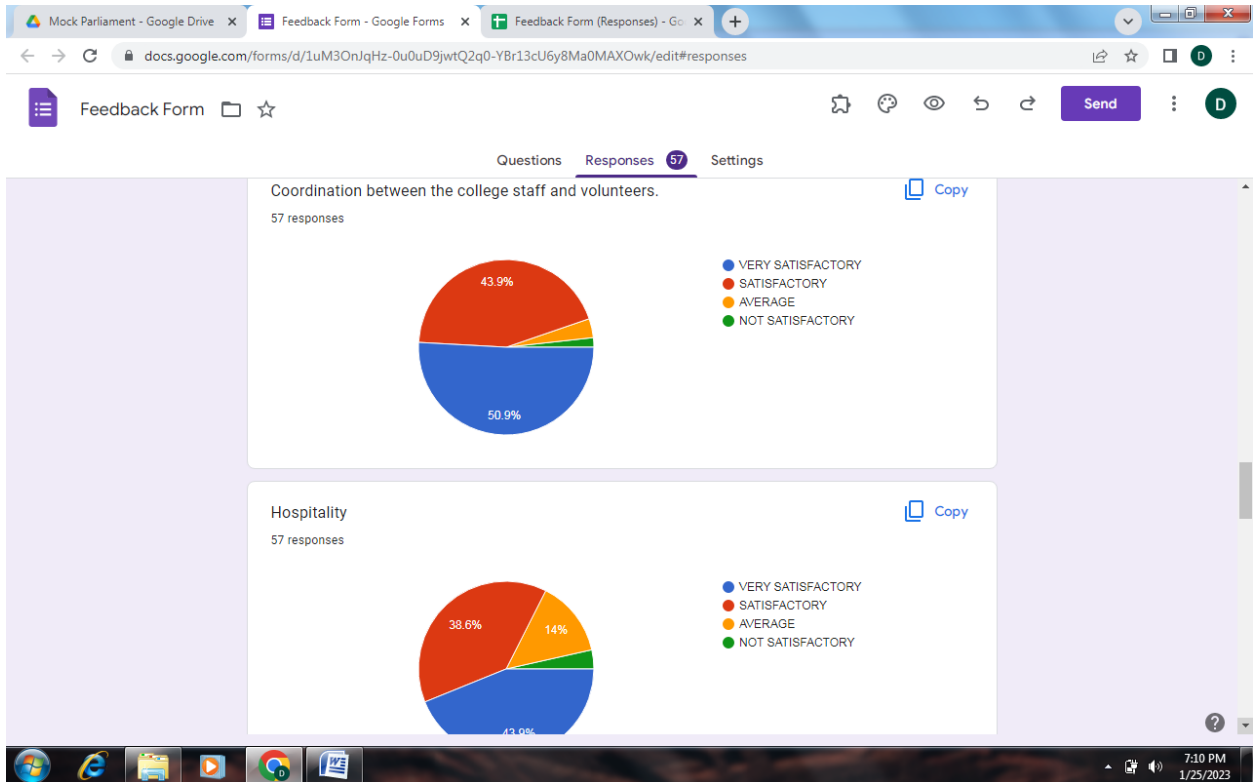 Mock Parliament - Google Drive
Feedback Form - Google Forms
Feedback Form (Responses) - Go
docs.google.com/forms/d/1uM3OnJqHz-0u0uD9jwtQ2q0-YBr13cU6y8Ma0MAXOwk/edit#responses
D
Feedback Form
Send
D
Questions Responses 57 Settings
Coordination between the college staff and volunteers.
Copy
57 responses
43.9%
50.9%
VERY SATISFACTORY
SATISFACTORY
AVERAGE
NOT SATISFACTORY
Hospitality
Copy
57 responses
38.6%
14%
43.9%
VERY SATISFACTORY
SATISFACTORY
AVERAGE
NOT SATISFACTORY
7:10 PM
1/25/2023